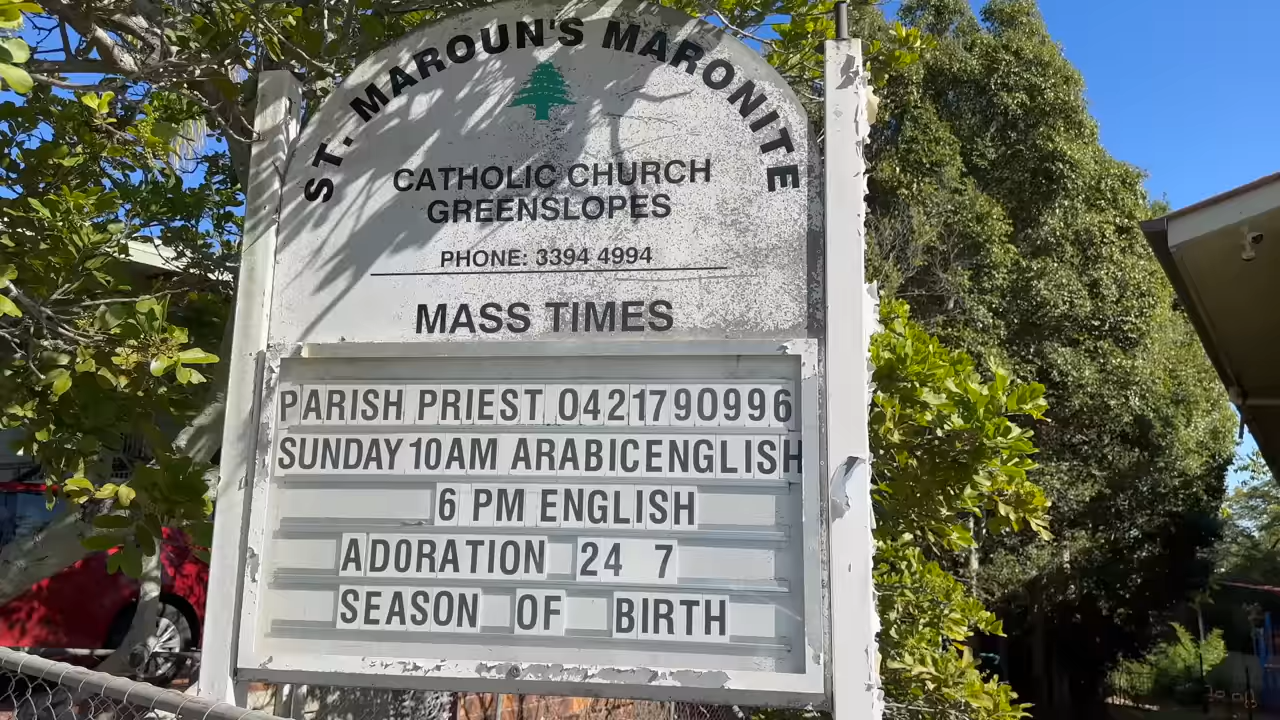 ST. MAROUN'S MARONITE
CATHOLIC CHURCH
GREENSLOPES
PHONE: 3394 4994
MASS TIMES
PARISH PRIEST 0421790996
SUNDAY 10AM ARABICENGLISH
6 PM ENGLISH
ADORATION 24 7
SEASON OF BIRTH